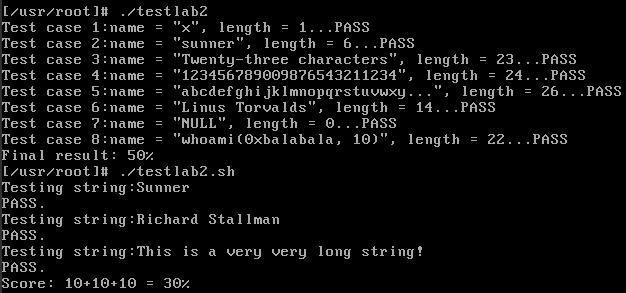 [/usr/root]# ./testlab2
Test case 1:name = "x", length = 1...PASS
Test case 2:name = "sunner", length = 6...PASS
Test case 3:name = "Twenty-three characters", length = 23...PASS
Test case 4:name = "123456789009876543211234", length = 24...PASS
Test case 5:name = "abcdefghijklmnopqrstuvwxy...", length = 26...PASS
Test case 6:name = "Linus Torvalds", length = 14...PASS
Test case 7:name = "NULL", length = 0...PASS
Test case 8:name = "whoami(0xbalabala, 10)", length = 22...PASS
Final result: 50%
[/usr/root]# ./testlab2.sh
Testing string:Sunner
PASS.
Testing string:Richard Stallman
PASS.
Testing string:This is a very very long string!
PASS.
Score: 10+10+10 = 30%